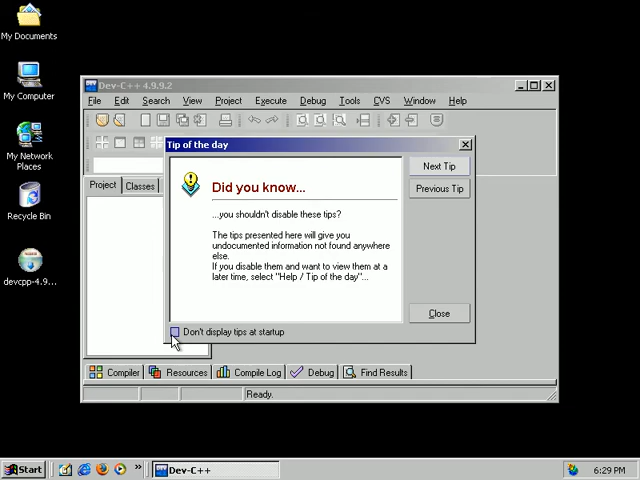 My Documents
My Computer
My Network
Places
Recycle Bin
devcpp-4.9...
Dev-C++ 4.9.9.2
File Edit Search View Project Execute Debug Tools CVS Window Help
Project Classes
Tip of the day
Did you know...
...you shouldn't disable these tips?
The tips presented here will give you
undocumented information not found anywhere
else.
If you disable them and want to view them at a
later time, select "Help / Tip of the day"...
Next Tip
Previous Tip
Close
Don't display tips at startup
Compiler Resources Compile Log Debug Find Results
Ready.
Start
Dev-C++
6:29 PM